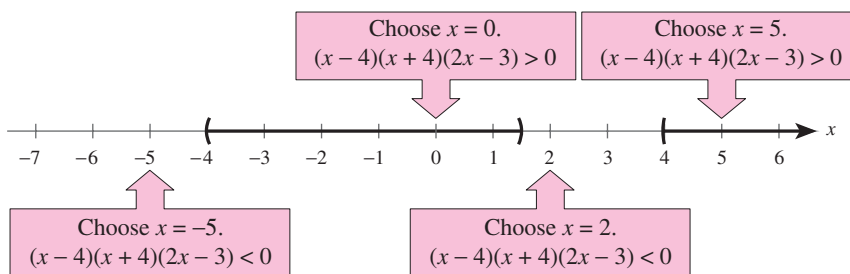 Choose x = 0.
(x − 4)(x + 4)(2x − 3) > 0
Choose x = 5.
(x − 4)(x + 4)(2x − 3) > 0
x
−7 −6 −5 −4 −3 −2 −1 0 1 2 3 4 5 6
Choose x = −5.
(x − 4)(x + 4)(2x − 3) < 0
Choose x = 2.
(x − 4)(x + 4)(2x − 3) < 0